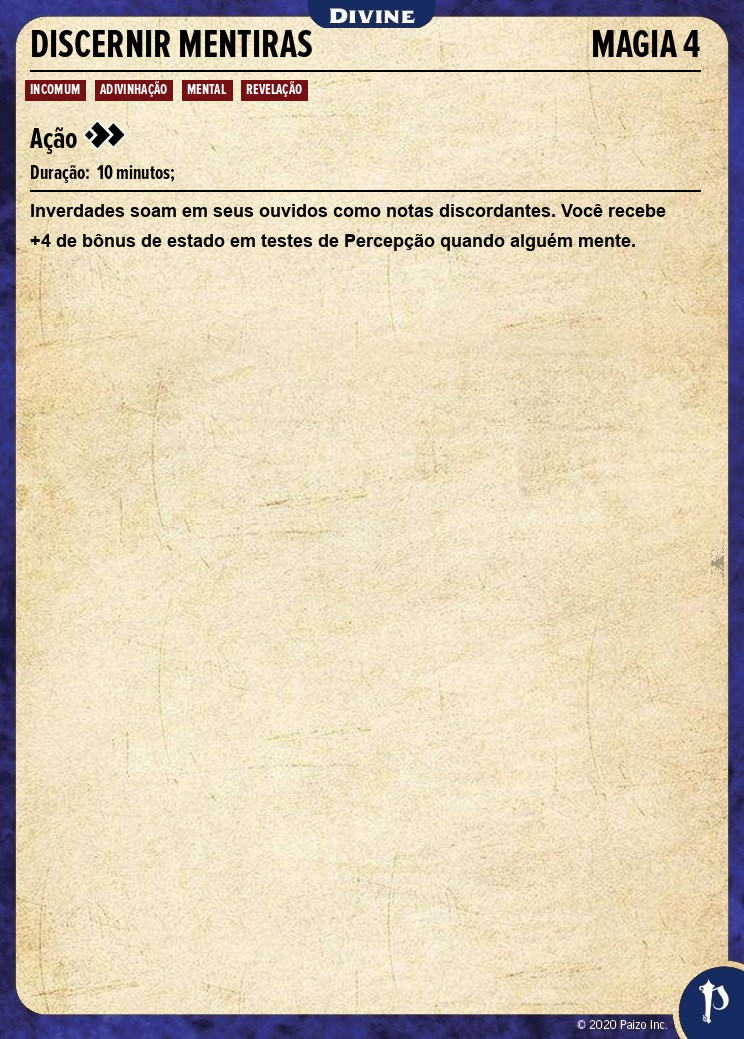 DIVINE
DISCERNIR MENTIRAS MAGIA 4
INCOMUM ADIVINHAÇÃO MENTAL REVELAÇÃO
Ação
Duração: 10 minutos;
Inverdades soam em seus ouvidos como notas discordantes. Você recebe
+4 de bônus de estado em testes de Percepção quando alguém mente.
© 2020 Paizo Inc.